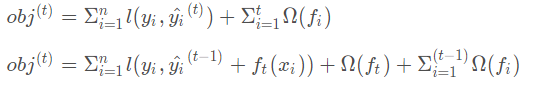 obj^{(t)} = Σ_{i=1}^{n} l(y_i, ŷ_i^{(t)}) + Σ_{i=1}^{t} Ω(f_i)
obj^{(t)} = Σ_{i=1}^{n} l(y_i, ŷ_i^{(t-1)} + f_t(x_i)) + Ω(f_t) + Σ_{i=1}^{(t-1)} Ω(f_i)